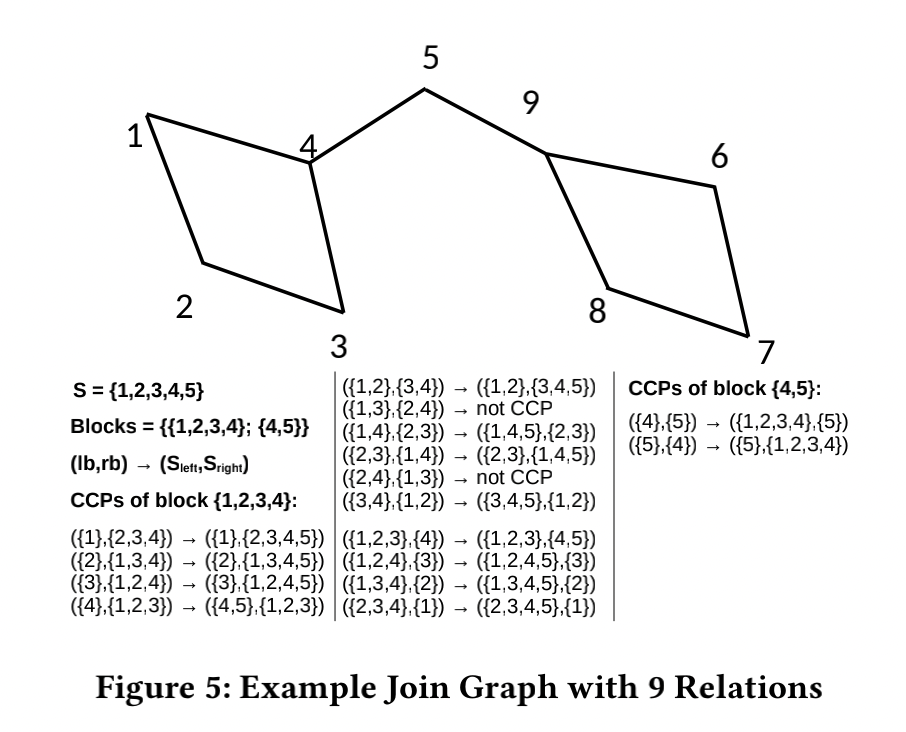 5
9
1
4
6
2
8
3
7
S = {1,2,3,4,5}
Blocks = {{1,2,3,4}; {4,5}}
(lb,rb) → (Sleft,Sright)
CCPs of block {1,2,3,4}:
({1},{2,3,4}) → ({1},{2,3,4,5})
({2},{1,3,4}) → ({2},{1,3,4,5})
({3},{1,2,4}) → ({3},{1,2,4,5})
({4},{1,2,3}) → ({4,5},{1,2,3})
({1,2},{3,4}) → ({1,2},{3,4,5})
({1,3},{2,4}) → not CCP
({1,4},{2,3}) → ({1,4,5},{2,3})
({2,3},{1,4}) → ({2,3},{1,4,5})
({2,4},{1,3}) → not CCP
({3,4},{1,2}) → ({3,4,5},{1,2})
({1,2,3},{4}) → ({1,2,3},{4,5})
({1,2,4},{3}) → ({1,2,4,5},{3})
({1,3,4},{2}) → ({1,3,4,5},{2})
({2,3,4},{1}) → ({2,3,4,5},{1})
CCPs of block {4,5}:
({4},{5}) → ({1,2,3,4},{5})
({5},{4}) → ({5},{1,2,3,4})
Figure 5: Example Join Graph with 9 Relations